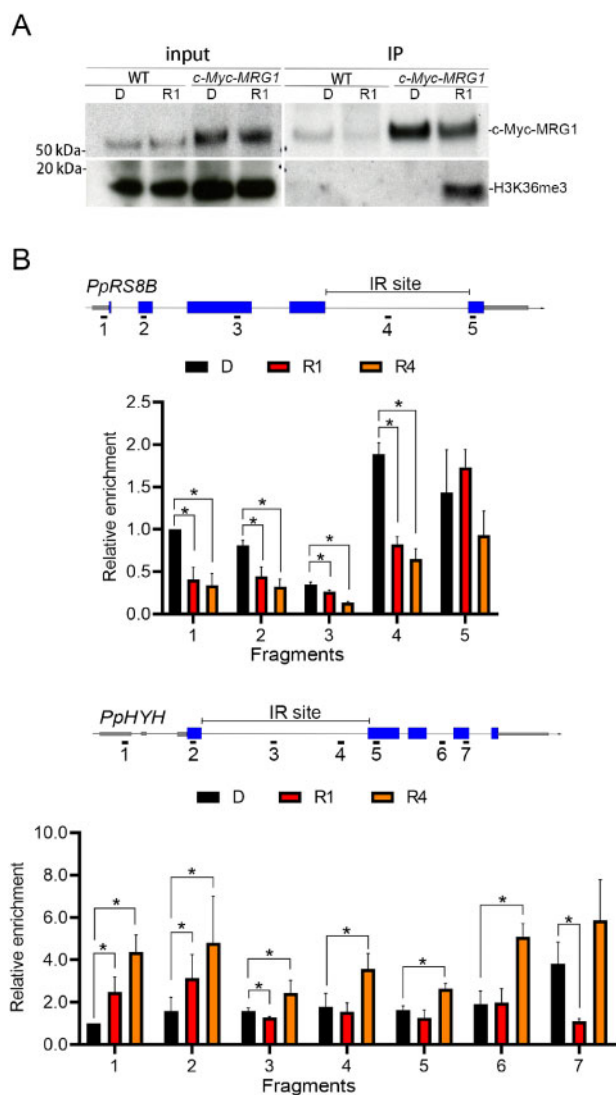 A
input IP
WT c-Myc-MRG1 WT c-Myc-MRG1
D R1 D R1 D R1 D R1
-c-Myc-MRG1
50 kDa-
20 kDa-
-H3K36me3
B
PpRS8B IR site
1 2 3 4 5
D R1 R4
Relative enrichment
2.5
2.0
1.5
1.0
0.5
0.0
* * * * * * * *
1 2 3 4 5
Fragments
PpHYH IR site
1 2 3 4 5 6 7
D R1 R4
Relative enrichment
10.0
8.0
6.0
4.0
2.0
0.0
* * * * * * * * * *
1 2 3 4 5 6 7
Fragments